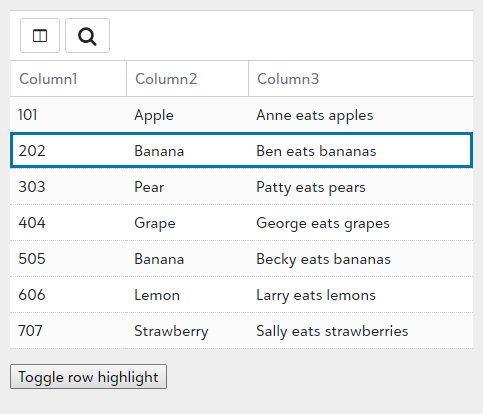 Column1 Column2 Column3
101 Apple Anne eats apples
202 Banana Ben eats bananas
303 Pear Patty eats pears
404 Grape George eats grapes
505 Banana Becky eats bananas
606 Lemon Larry eats lemons
707 Strawberry Sally eats strawberries
Toggle row highlight